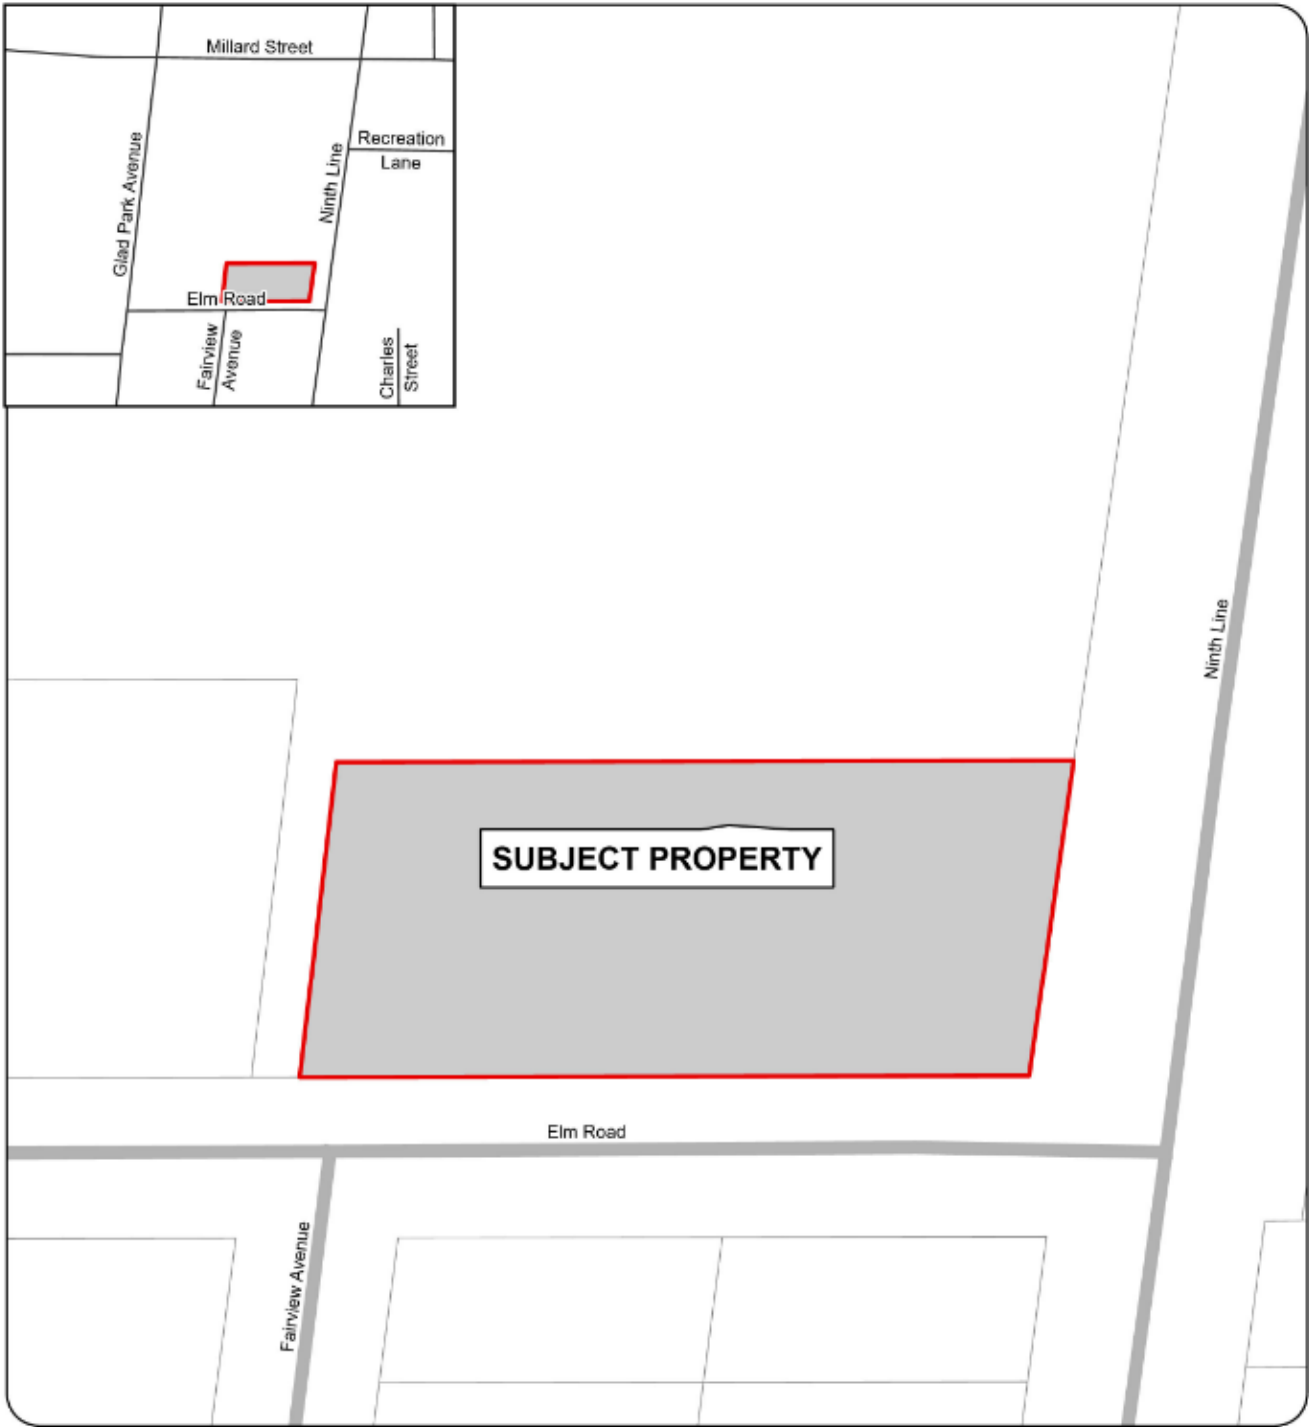 Millard Street
Recreation
Lane
Glad Park Avenue
Ninth Line
Elm Road
Fairview
Avenue
Charles
Street
Ninth Line
SUBJECT PROPERTY
Elm Road
Fairview Avenue